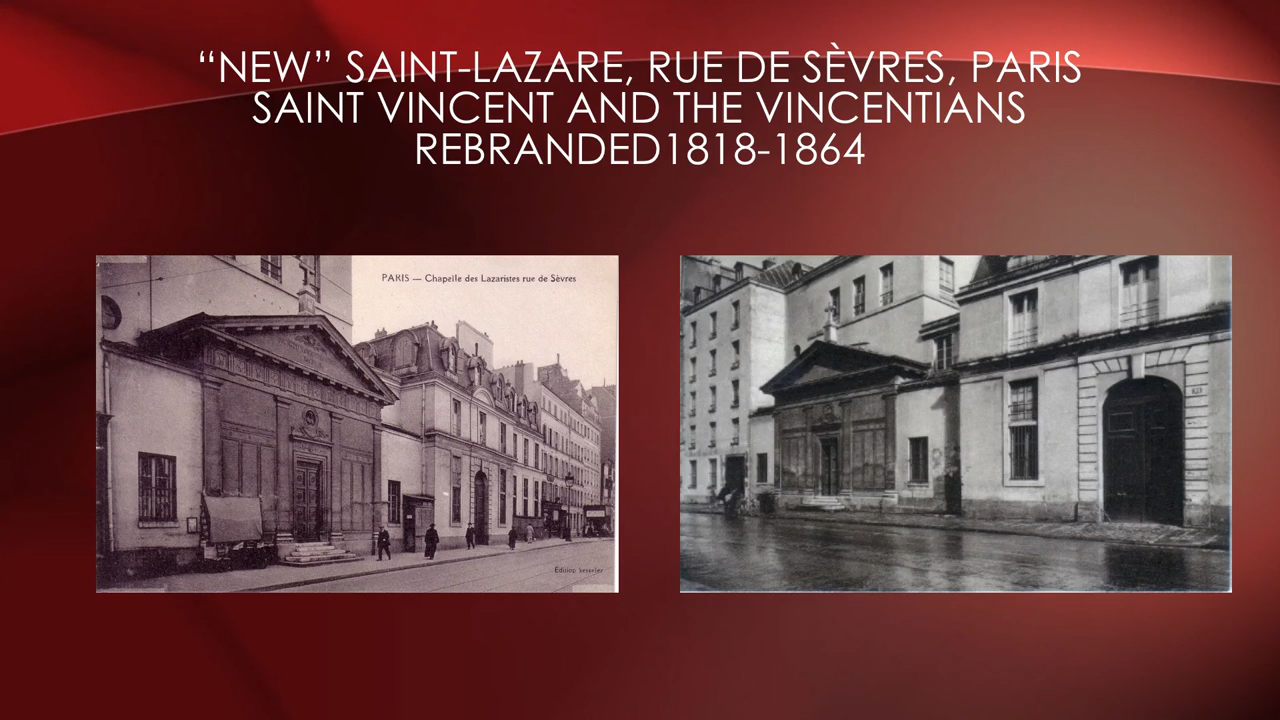 “NEW” SAINT-LAZARE, RUE DE SÈVRES, PARIS
SAINT VINCENT AND THE VINCENTIANS
REBRANDED1818-1864
PARIS — Chapelle des Lazaristes rue de Sèvres
Edition